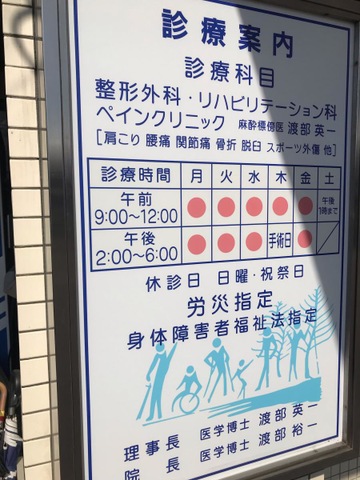 診療案内
診療科目
整形外科・リハビリテーション科
ペインクリニック 麻酔標傍医 渡部 英一
[肩こり 腰痛 関節痛 骨折 脱臼 スポーツ外傷 他]
診療時間 月 火 水 木 金 土
午前 9:00〜12:00 ● ● ● ● ● 午後1時まで
午後 2:00〜6:00 ● ● ● 手術日 ● ／
休診日 日曜・祝祭日
労災指定
身体障害者福祉法指定
理事長 医学博士 渡部 英一
院長 医学博士 渡部 裕一